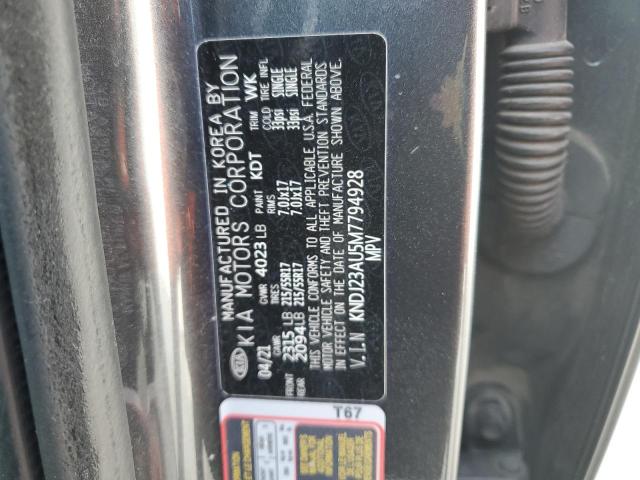 MANUFACTURED IN KOREA BY
KIA MOTORS CORPORATION
KIA
04/21 GVWR 4023 LB PAINT KDT TRIM WK
GAWR TIRES RIMS COLD TIRE INFL
FRONT 2315 LB 215/55R17 7.0Jx17 33psi SINGLE
REAR 2094 LB 215/55R17 7.0Jx17 33psi SINGLE
THIS VEHICLE CONFORMS TO ALL APPLICABLE U.S.A. FEDERAL
MOTOR VEHICLE SAFETY AND THEFT PREVENTION STANDARDS
IN EFFECT ON THE DATE OF MANUFACTURE SHOWN ABOVE.
V.I.N KNDJ23AU5M7794928
MPV
T67